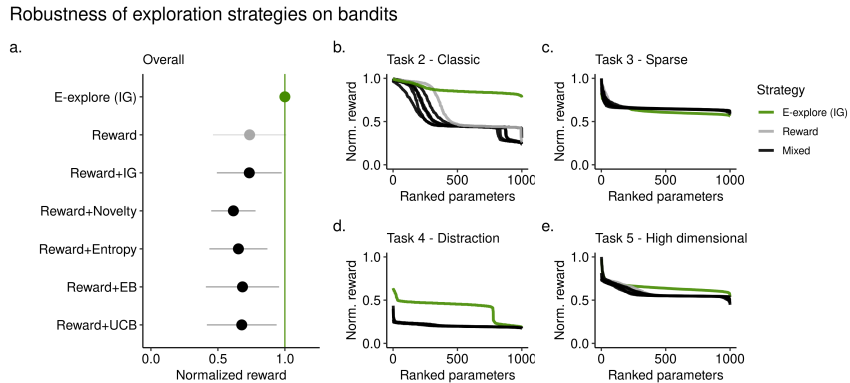 Robustness of exploration strategies on bandits
a.
Overall
E-explore (IG)
Reward
Reward+IG
Reward+Novelty
Reward+Entropy
Reward+EB
Reward+UCB
0.0 0.5 1.0
Normalized reward
b.
Task 2 - Classic
Norm. reward
1.0
0.5
0.0
0 500 1000
Ranked parameters
c.
Task 3 - Sparse
Norm. reward
1.0
0.5
0.0
0 500 1000
Ranked parameters
Strategy
E-explore (IG)
Reward
Mixed
d.
Task 4 - Distraction
Norm. reward
1.0
0.5
0.0
0 500 1000
Ranked parameters
e.
Task 5 - High dimensional
Norm. reward
1.0
0.5
0.0
0 500 1000
Ranked parameters